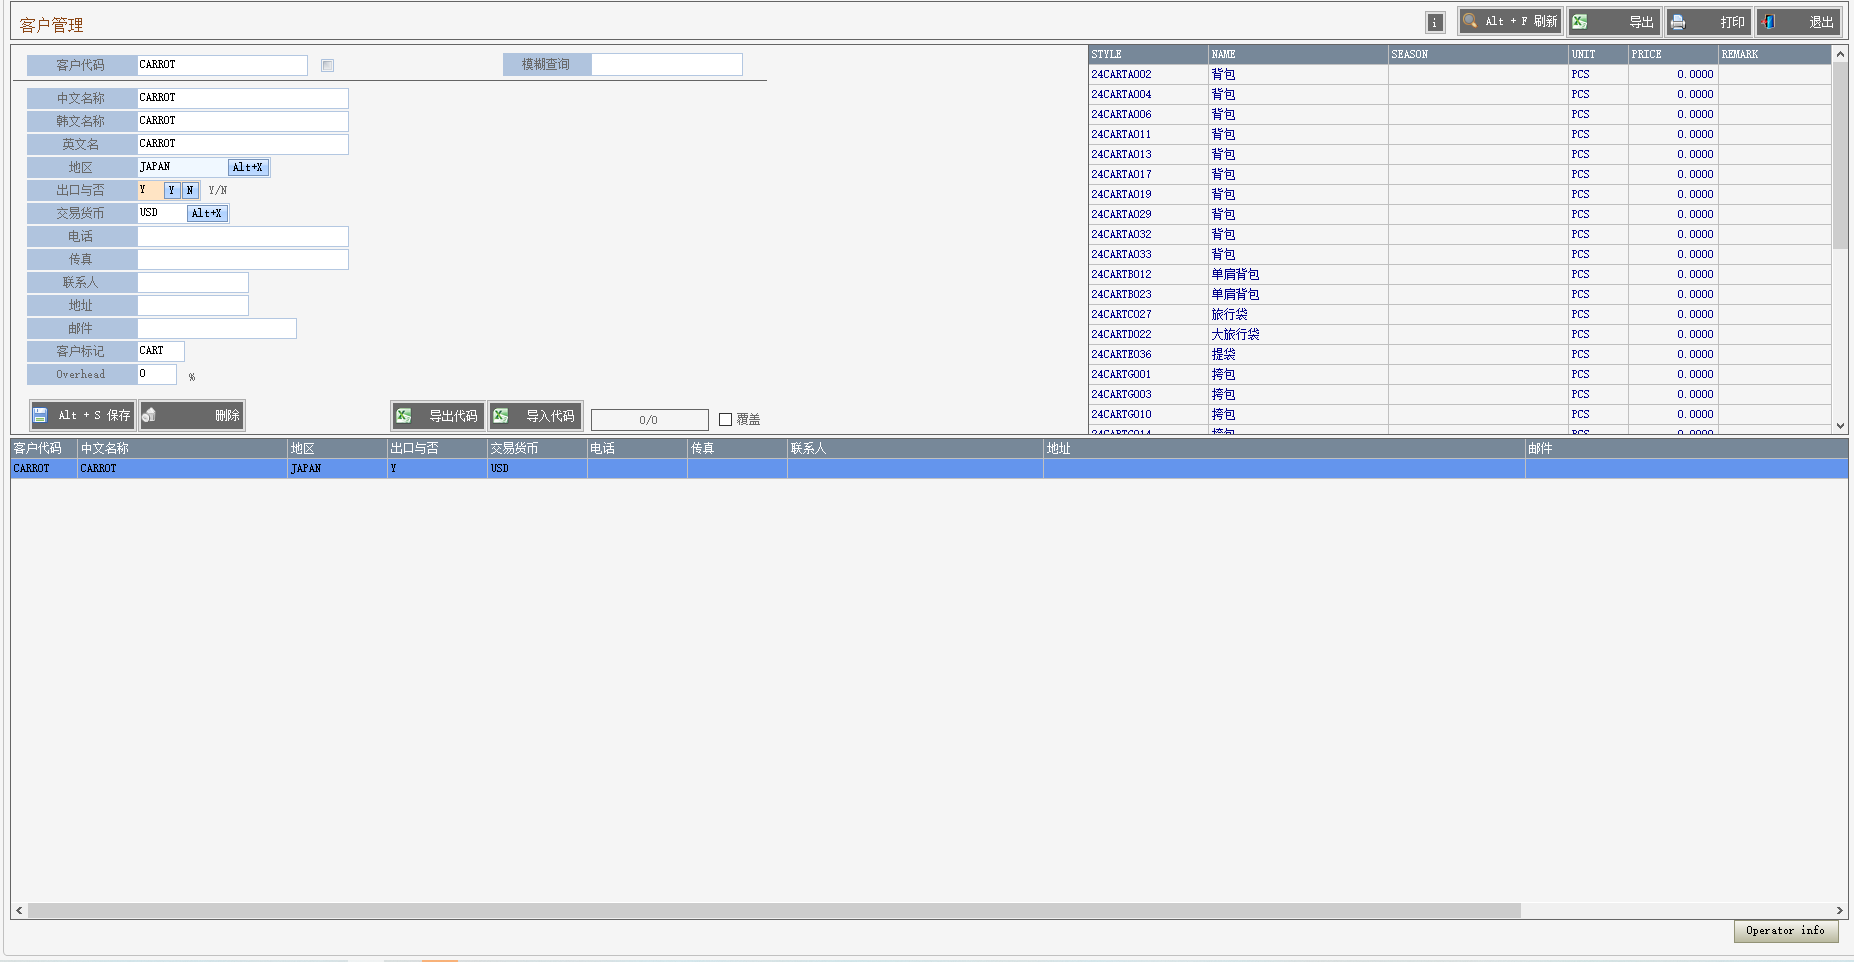 客户管理
i Alt + F 刷新 导出 打印 退出
客户代码 CARROT 模糊查询
中文名称 CARROT
韩文名称 CARROT
英文名 CARROT
地区 JAPAN Alt+X
出口与否 Y Y N Y/N
交易货币 USD Alt+X
电话
传真
联系人
地址
邮件
客户标记 CART
Overhead 0 %
Alt + S 保存 删除 导出代码 导入代码 0/0 覆盖
STYLE NAME SEASON UNIT PRICE REMARK
24CARTA002 背包 PCS 0.0000
24CARTA004 背包 PCS 0.0000
24CARTA006 背包 PCS 0.0000
24CARTA011 背包 PCS 0.0000
24CARTA013 背包 PCS 0.0000
24CARTA017 背包 PCS 0.0000
24CARTA019 背包 PCS 0.0000
24CARTA029 背包 PCS 0.0000
24CARTA032 背包 PCS 0.0000
24CARTA033 背包 PCS 0.0000
24CARTB012 单肩背包 PCS 0.0000
24CARTB023 单肩背包 PCS 0.0000
24CARTC027 旅行袋 PCS 0.0000
24CARTD022 大旅行袋 PCS 0.0000
24CARTE036 提袋 PCS 0.0000
24CARTG001 挎包 PCS 0.0000
24CARTG003 挎包 PCS 0.0000
24CARTG010 挎包 PCS 0.0000
24CARTG014 挎包 PCS 0.0000
客户代码 中文名称 地区 出口与否 交易货币 电话 传真 联系人 地址 邮件
CARROT CARROT JAPAN Y USD
Operator info